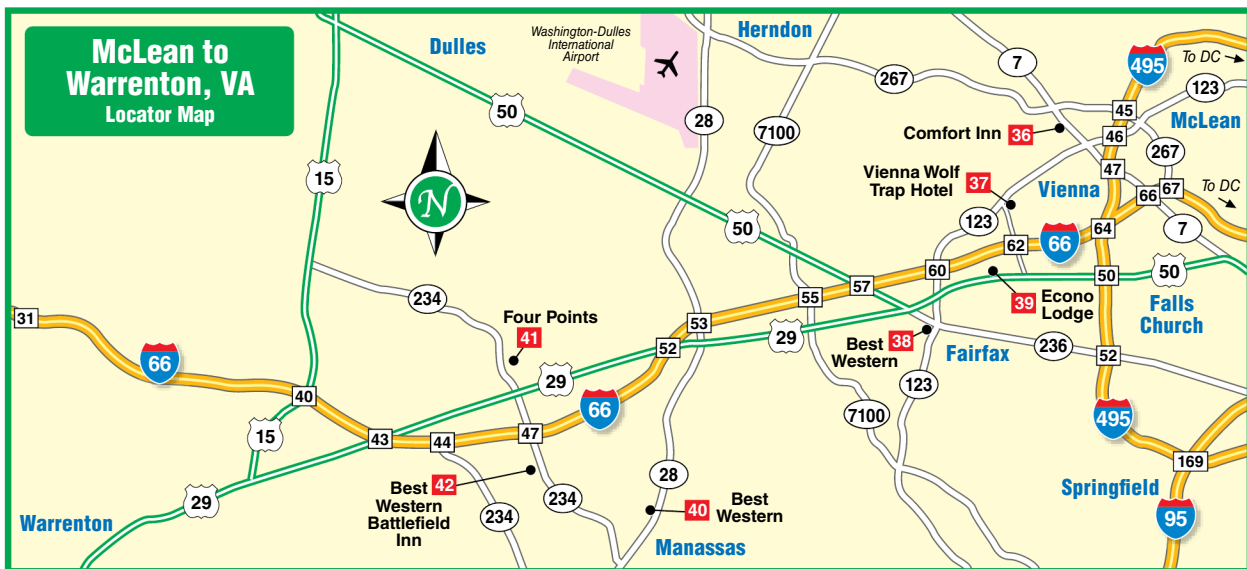 McLean to
Warrenton, VA
Locator Map
Dulles
Washington-Dulles
International
Airport
Herndon
28
7
267
495
To DC
123
McLean
50
7100
Comfort Inn
36
45
46
267
15
Vienna Wolf
Trap Hotel
37
Vienna
47
66
67
To DC
N
50
123
62
66
64
7
60
50
50
234
55
57
39
Econo
Lodge
Falls
Church
31
Four Points
41
53
52
29
Best
Western
38
Fairfax
236
52
66
29
123
40
66
7100
495
15
43
44
47
169
29
Best
Western
Battlefield
Inn
42
234
28
Springfield
Warrenton
234
40
Best
Western
Manassas
95